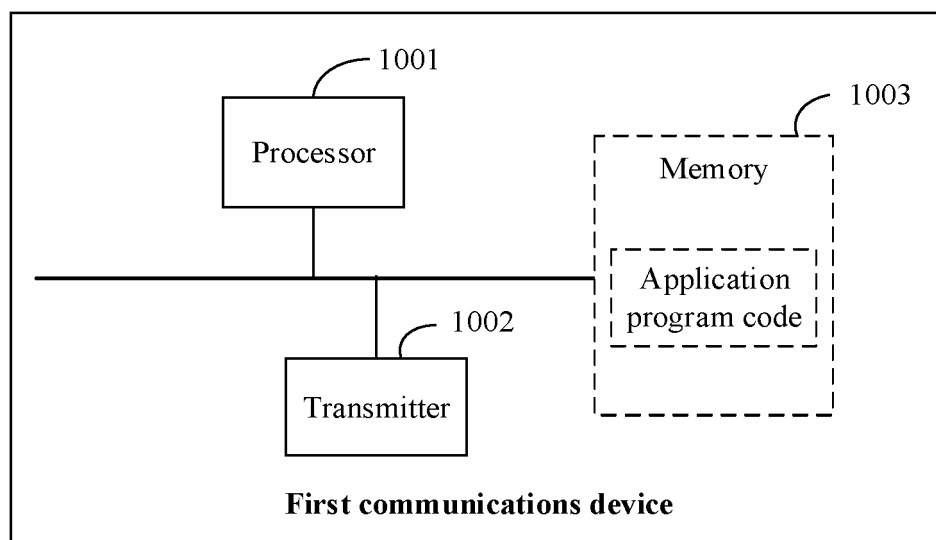 1001
Processor
1003
Memory
Application
program code
1002
Transmitter
First communications device